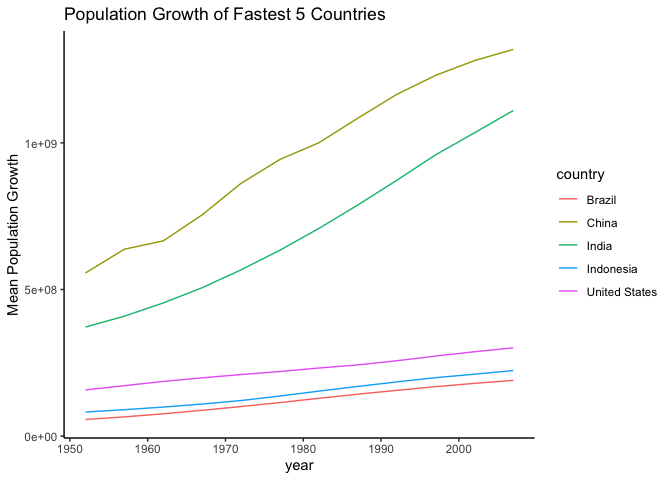 Population Growth of Fastest 5 Countries
Mean Population Growth
1e+09
5e+08
0e+00
1950 1960 1970 1980 1990 2000
year
country
Brazil
China
India
Indonesia
United States